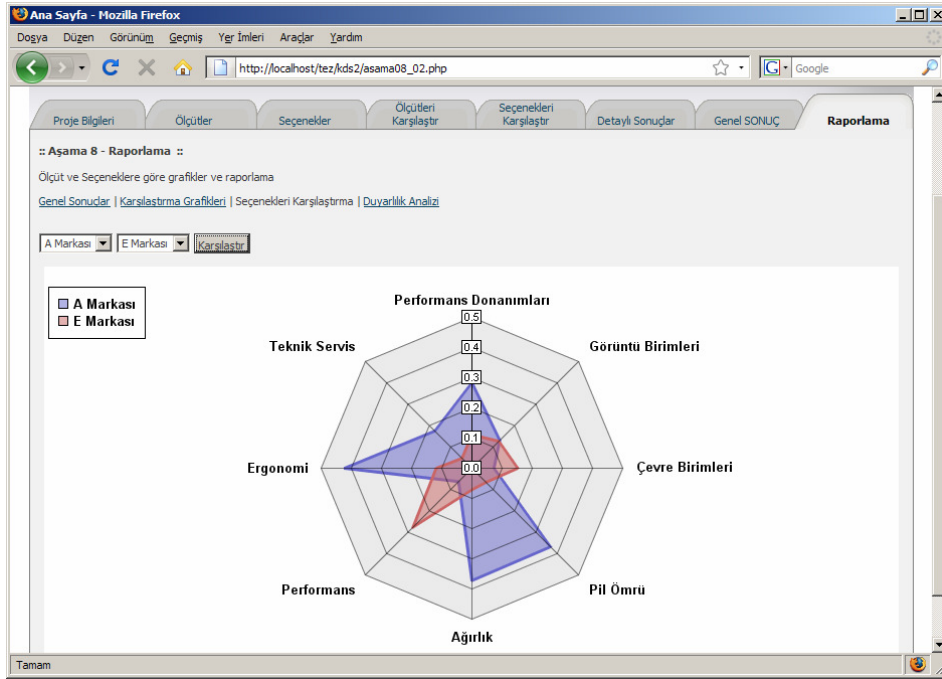 Ana Sayfa - Mozilla Firefox
Dosya Düzen Görünüm Geçmiş Yer İmleri Araçlar Yardım
http://localhost/tez/kds2/asama08_02.php
G Google
Proje Bilgileri Ölçütler Seçenekler Ölçütleri Karşılaştır Seçenekleri Karşılaştır Detaylı Sonuçlar Genel SONUÇ Raporlama
:: Aşama 8 - Raporlama ::
Ölçüt ve Seçeneklere göre grafikler ve raporlama
Genel Sonuçlar | Karşılaştırma Grafikleri | Seçenekleri Karşılaştırma | Duyarlılık Analizi
A Markası E Markası Karşılaştır
A Markası
E Markası
Performans Donanımları
0.5
Teknik Servis
0.4
Görüntü Birimleri
0.3
0.2
0.1
Ergonomi
0.0
Çevre Birimleri
Performans
Pil Ömrü
Ağırlık
Tamam